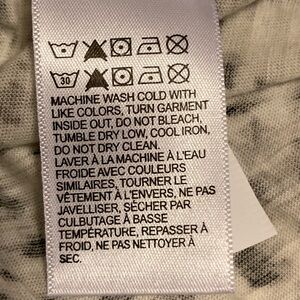 30
MACHINE WASH COLD WITH
LIKE COLORS, TURN GARMENT
INSIDE OUT, DO NOT BLEACH,
TUMBLE DRY LOW, COOL IRON,
DO NOT DRY CLEAN.
LAVER À LA MACHINE A L'EAU
FROIDE AVEC COULEURS
SIMILAIRES, TOURNER LE
VÊTEMENT À L'ENVERS, NE PAS
JAVELLISER, SÉCHER PAR
CULBUTAGE À BASSE
TEMPÉRATURE, REPASSER À
FROID, NE PAS NETTOYER À
SEC.